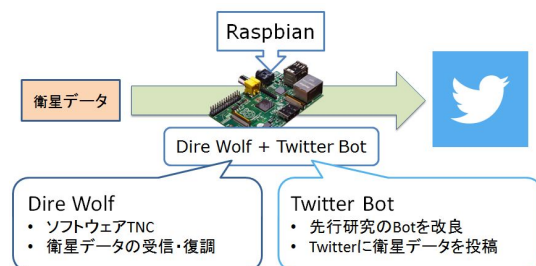 Raspbian
衛星データ
Dire Wolf + Twitter Bot
Dire Wolf
• ソフトウェアTNC
• 衛星データの受信・復調
Twitter Bot
• 先行研究のBotを改良
• Twitterに衛星データを投稿